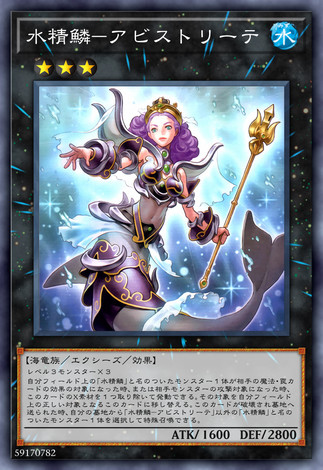 水精鱗−アビストリーテ
水
【海竜族／エクシーズ／効果】
レベル3モンスター×3
自分フィールド上の「水精鱗」と名のついたモンスター1体が相手の魔法・罠カ
ードの効果の対象になった時、または相手モンスターの攻撃対象になった時、
このカードのX素材を1つ取り除いて発動できる。その対象を自分フィールド
上の正しい対象となるこのカードに移し替える。このカードが破壊され墓地へ
送られた時、自分の墓地から「水精鱗−アビストリーテ」以外の「水精鱗」と名の
ついたモンスター1体を選択して特殊召喚できる。
ATK/1600 DEF/2800
59170782